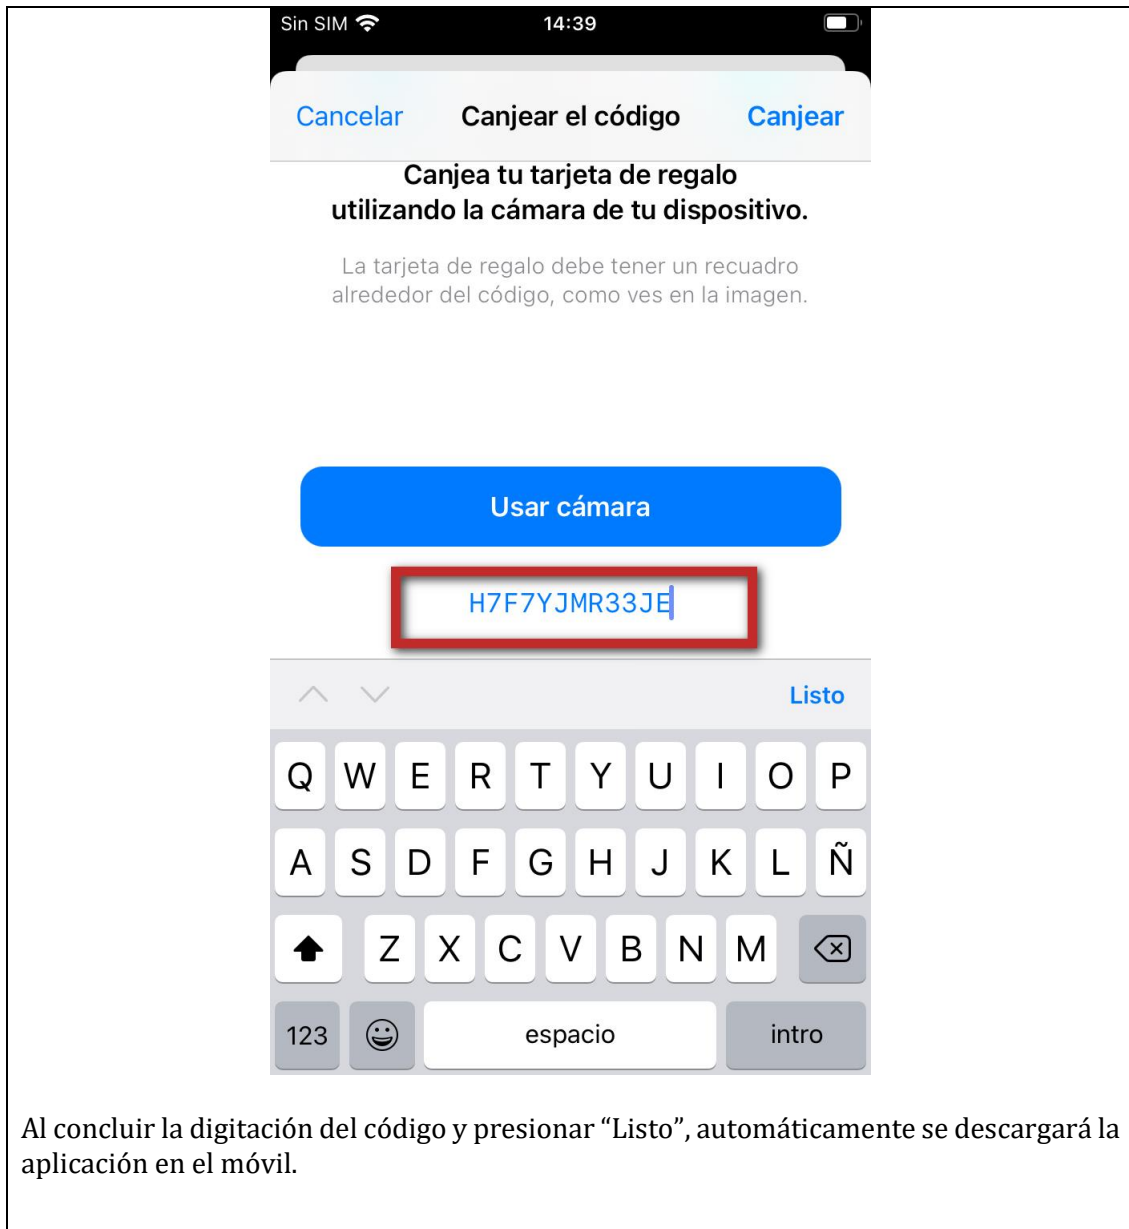 Sin SIM 14:39
Cancelar Canjear el código Canjear
Canjea tu tarjeta de regalo
utilizando la cámara de tu dispositivo.
La tarjeta de regalo debe tener un recuadro
alrededor del código, como ves en la imagen.
Usar cámara
H7F7YJMR33JE
Listo
Q W E R T Y U I O P
A S D F G H J K L Ñ
Z X C V B N M
123 espacio intro
Al concluir la digitación del código y presionar “Listo”, automáticamente se descargará la
aplicación en el móvil.